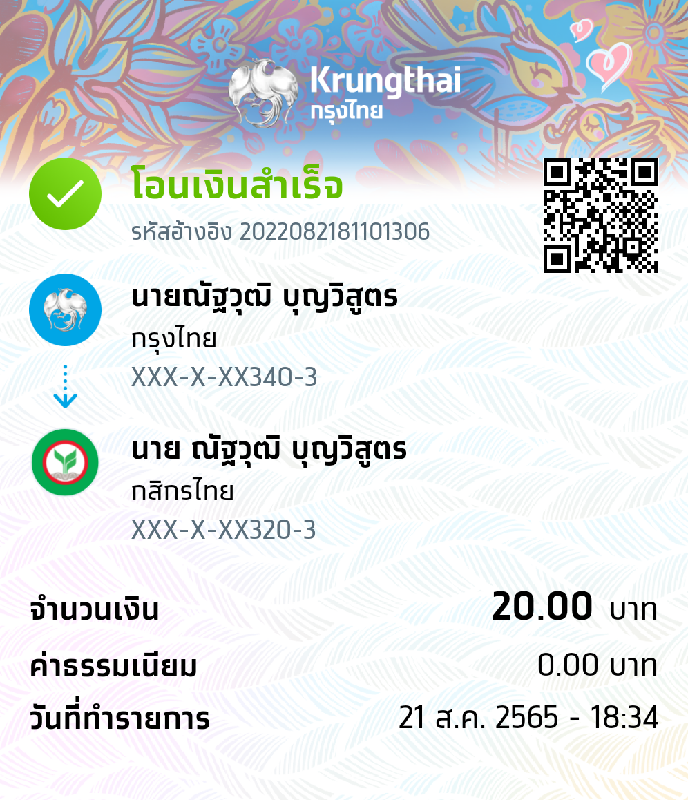 Krungthai
กรุงไทย
โอนเงินสำเร็จ
รหัสอ้างอิง 2022082181101306
นายณัฐวุฒิ บุญวิสูตร
กรุงไทย
XXX-X-XX340-3
นาย ณัฐวุฒิ บุญวิสูตร
กสิกรไทย
XXX-X-XX320-3
จำนวนเงิน 20.00 บาท
ค่าธรรมเนียม 0.00 บาท
วันที่ทำรายการ 21 ส.ค. 2565 - 18:34